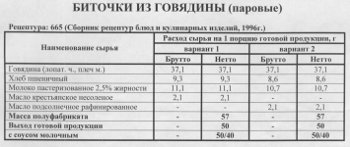 БИТОЧКИ ИЗ ГОВЯДИНЫ (паровые)
Рецептура: 665 (Сборник рецептур блюд и кулинарных изделий, 1996г.)
Наименование сырья Расход сырья на 1 порцию готовой продукции, г
вариант 1 вариант 2
Брутто Нетто Брутто Нетто
Говядина (лопат. ч., плеч м.) 37,1 37,1 37,1 37,1
Хлеб пшеничный 9,3 9,3 8,6 8,6
Молоко пастеризованное 2,5% жирности 11,1 11,1 10,7 10,7
Масло крестьянское несоленое 2,1 2,1 - -
Масло подсолнечное рафинированное - - 2,1 2,1
Масса полуфабриката - 57 - 57
Выход готовой продукции - 50 - 50
с соусом молочным 50/40 50/40